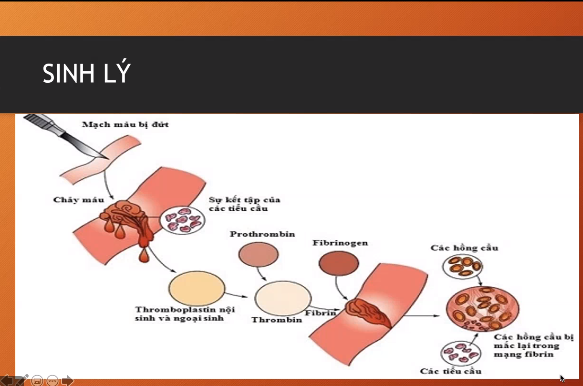 SINH LÝ
Mạch máu bị đứt
Chảy máu
Sự kết tập của
các tiểu cầu
Prothrombin
Fibrinogen
Các hồng cầu
Thromboplastin nội
sinh và ngoại sinh
Thrombin
Fibrin
Các hồng cầu bị
mắc lại trong
mạng fibrin
Các tiểu cầu